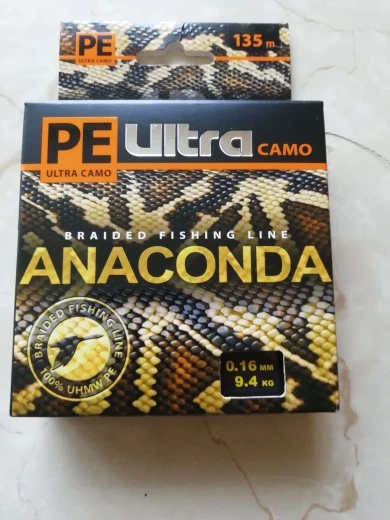 PE
ULTRA CAMO
135 m
PE Ultra CAMO
ULTRA CAMO
BRAIDED FISHING LINE
ANACONDA
BRAIDED FISHING LINE
100% UHMW PE
0.16 MM
9.4 KG